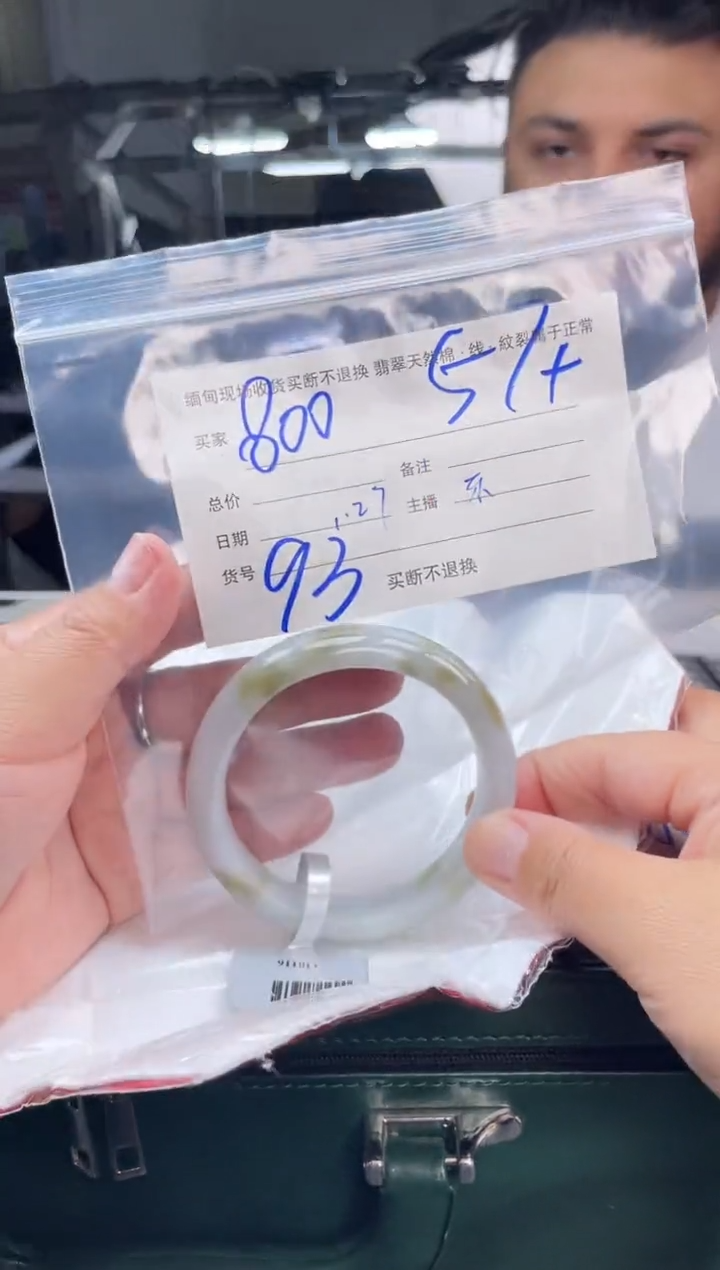 缅甸现场收货买断不退换 翡翠天然棉·线·纹裂属于正常
买家 800 51+
总价 备注
日期 1.27 主播
货号 93 买断不退换